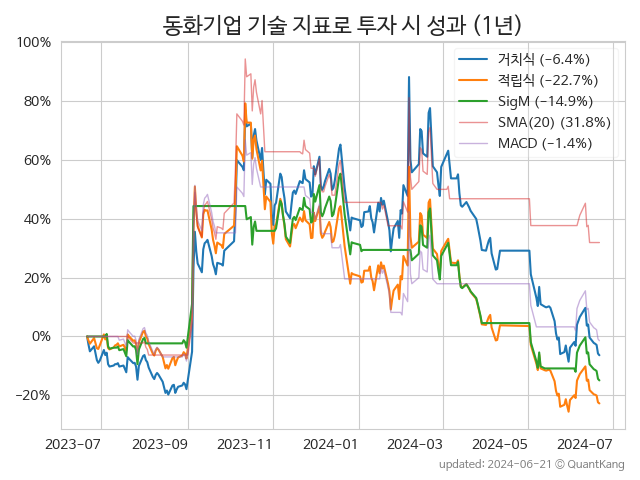 동화기업 기술 지표로 투자 시 성과 (1년)
100%
80%
60%
40%
20%
0%
−20%
거치식 (−6.4%)
적립식 (−22.7%)
SigM (−14.9%)
SMA(20) (31.8%)
MACD (−1.4%)
2023-07
2023-09
2023-11
2024-01
2024-03
2024-05
2024-07
updated: 2024-06-21 © QuantKang